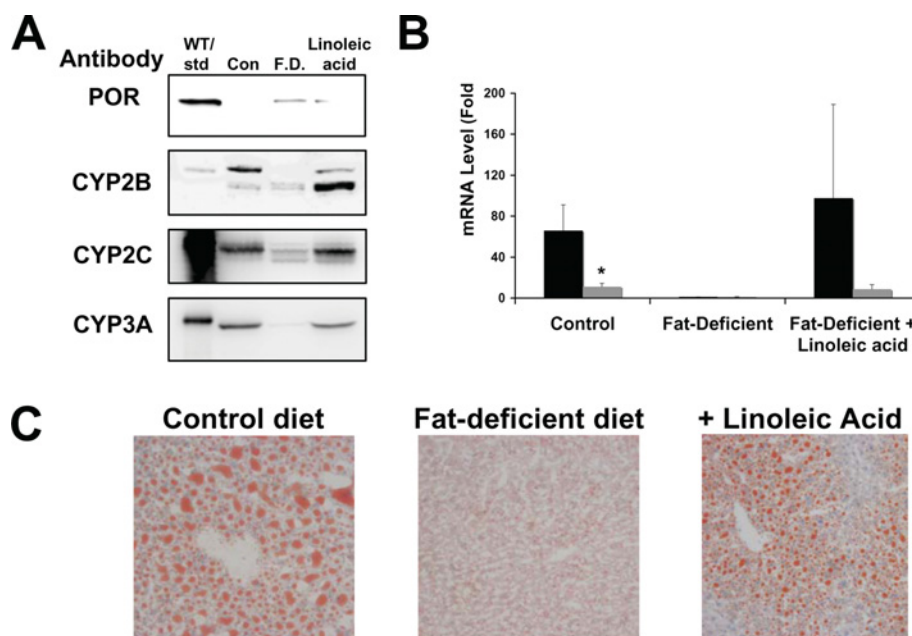 A
Antibody
WT/
std
Con
F.D.
Linoleic
acid
POR
CYP2B
CYP2C
CYP3A
B
mRNA Level (Fold
200
160
120
80
40
0
*
Control
Fat-Deficient
Fat-Deficient +
Linoleic acid
C
Control diet
Fat-deficient diet
+ Linoleic Acid